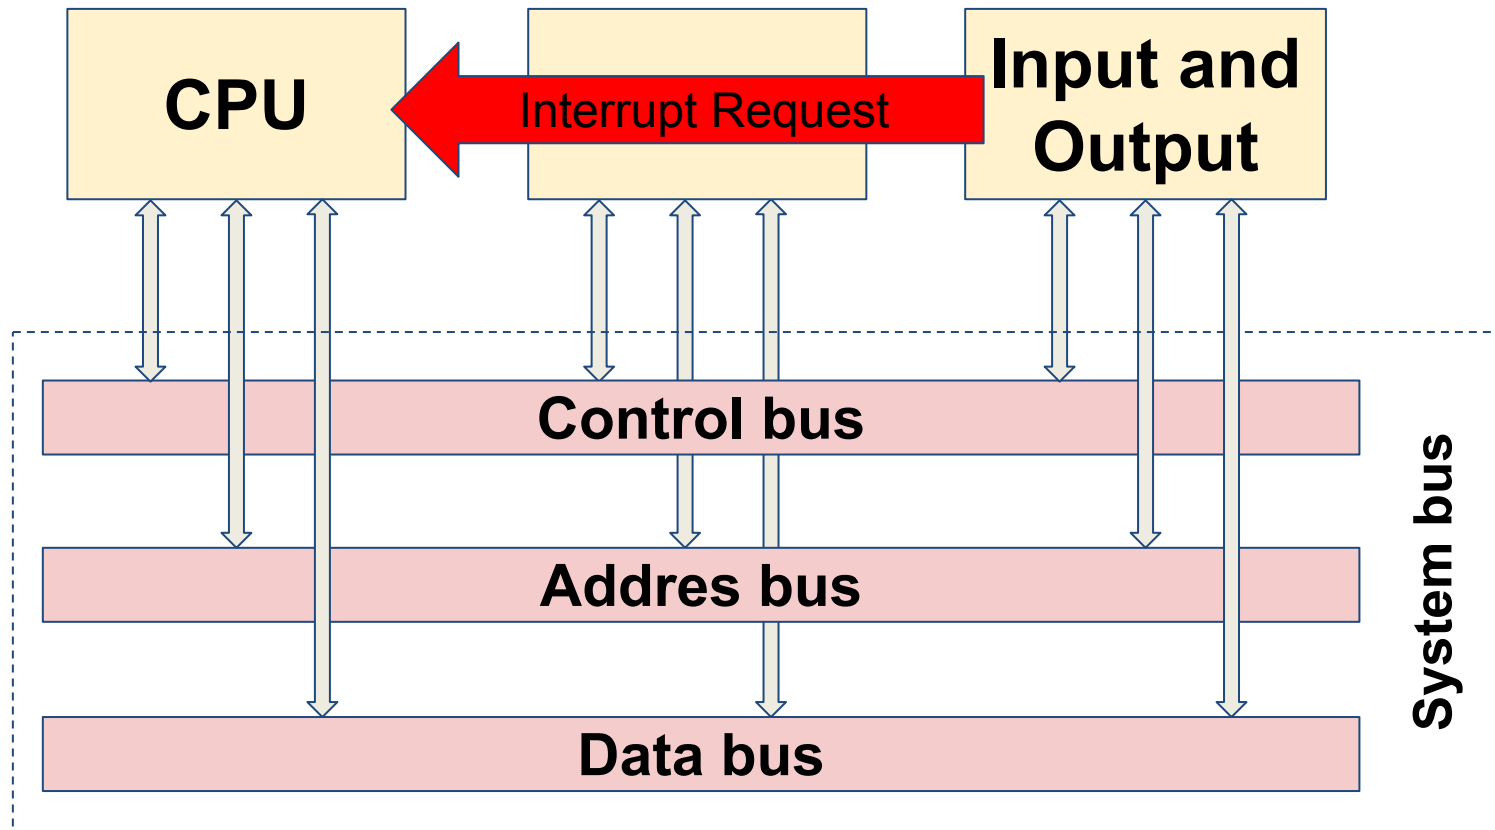 CPU
Interrupt Request
Input and
Output
Control bus
Addres bus
Data bus
System bus